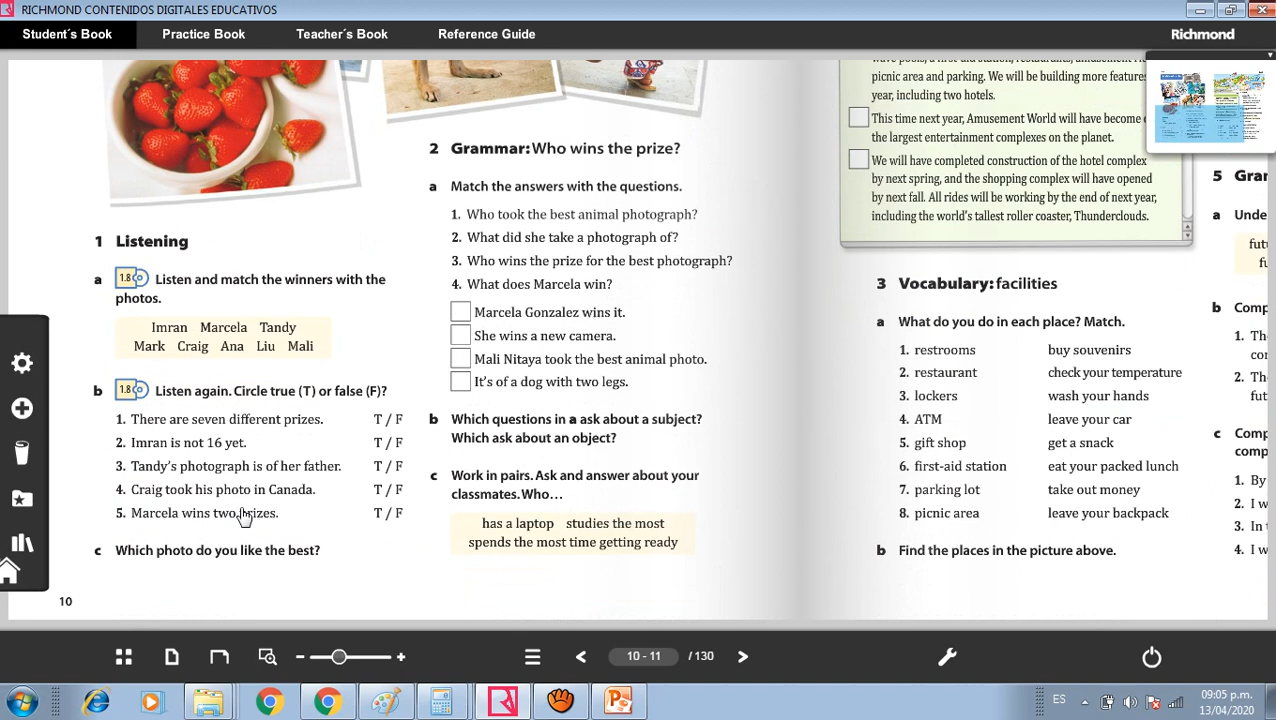 RICHMOND CONTENIDOS DIGITALES EDUCATIVOS
Student´s Book Practice Book Teacher´s Book Reference Guide Richmond
1 Listening
a 1.8 Listen and match the winners with the
photos.
Imran Marcela Tandy
Mark Craig Ana Liu Mali
b 1.8 Listen again. Circle true (T) or false (F)?
1. There are seven different prizes. T / F
2. Imran is not 16 yet. T / F
3. Tandy's photograph is of her father. T / F
4. Craig took his photo in Canada. T / F
5. Marcela wins two prizes. T / F
c Which photo do you like the best?
10
2 Grammar: Who wins the prize?
a Match the answers with the questions.
1. Who took the best animal photograph?
2. What did she take a photograph of?
3. Who wins the prize for the best photograph?
4. What does Marcela win?
Marcela Gonzalez wins it.
She wins a new camera.
Mali Nitaya took the best animal photo.
It's of a dog with two legs.
b Which questions in a ask about a subject?
Which ask about an object?
c Work in pairs. Ask and answer about your
classmates. Who…
has a laptop studies the most
spends the most time getting ready
picnic area and parking. We will be building more features
year, including two hotels.
This time next year, Amusement World will have become
the largest entertainment complexes on the planet.
We will have completed construction of the hotel complex
by next spring, and the shopping complex will have opened
by next fall. All rides will be working by the end of next year,
including the world's tallest roller coaster, Thunderclouds.
3 Vocabulary: facilities
a What do you do in each place? Match.
1. restrooms buy souvenirs
2. restaurant check your temperature
3. lockers wash your hands
4. ATM leave your car
5. gift shop get a snack
6. first-aid station eat your packed lunch
7. parking lot take out money
8. picnic area leave your backpack
b Find the places in the picture above.
5 Gra
a Unde
b Comp
1. Th
2. Th
c Comp
1. By
2. I w
3. In
4. I w
10 - 11 / 130
ES 09:05 p.m.
13/04/2020